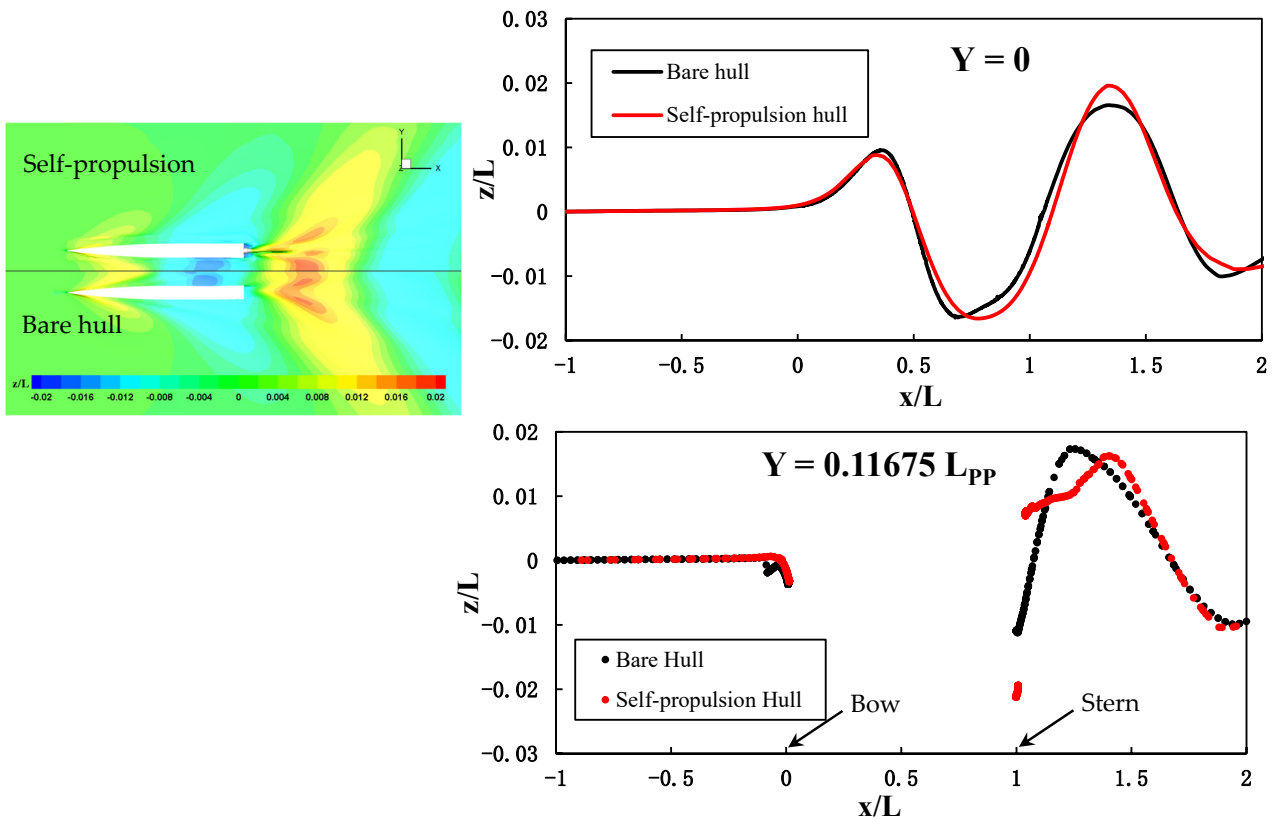 Self-propulsion
Y
Z
X
Bare hull
z/L
-0.02 -0.016 -0.012 -0.008 -0.004 0 0.004 0.008 0.012 0.016 0.02
0.03
0.02
0.01
0
-0.01
-0.02
z/L
Bare hull
Self-propulsion hull
Y = 0
-1 -0.5 0 0.5 1 1.5 2
x/L
0.02
0.01
0
-0.01
-0.02
-0.03
z/L
Y = 0.11675 LPP
Bare Hull
Self-propulsion Hull
Bow
Stern
-1 -0.5 0 0.5 1 1.5 2
x/L